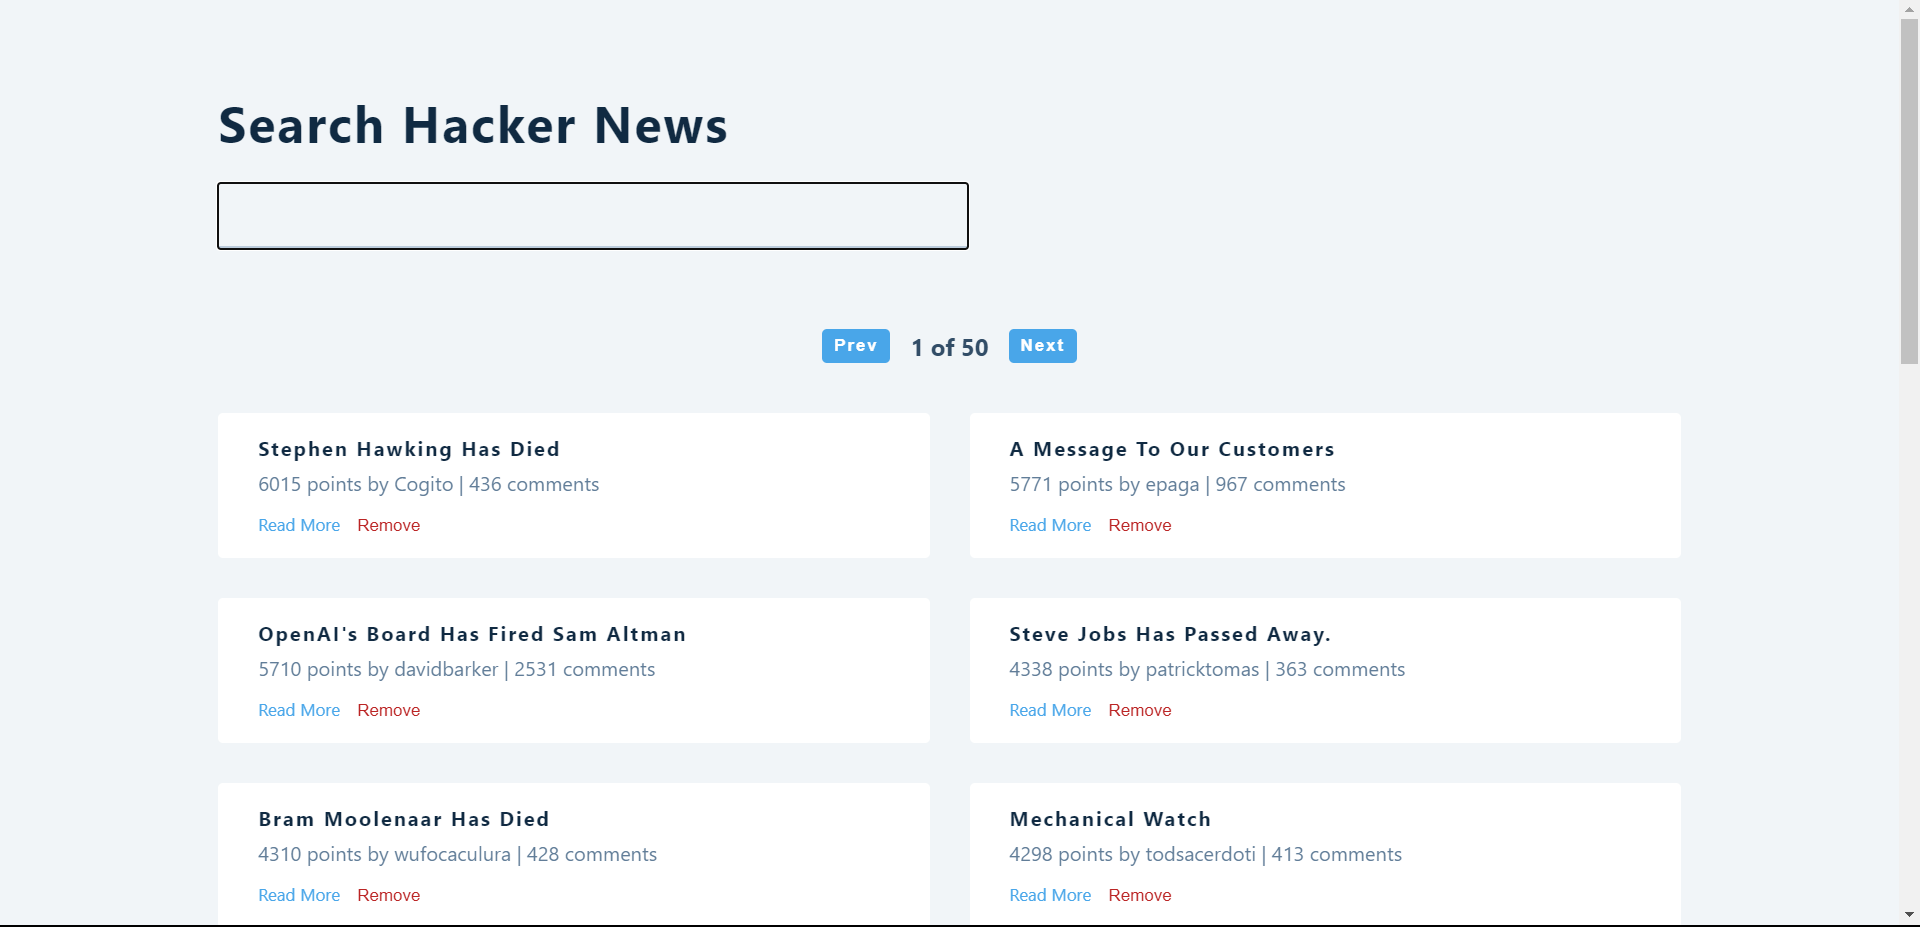 Search Hacker News
Prev 1 of 50 Next
Stephen Hawking Has Died
6015 points by Cogito | 436 comments
Read More Remove
A Message To Our Customers
5771 points by epaga | 967 comments
Read More Remove
OpenAI's Board Has Fired Sam Altman
5710 points by davidbarker | 2531 comments
Read More Remove
Steve Jobs Has Passed Away.
4338 points by patricktomas | 363 comments
Read More Remove
Bram Moolenaar Has Died
4310 points by wufocaculura | 428 comments
Read More Remove
Mechanical Watch
4298 points by todsacerdoti | 413 comments
Read More Remove